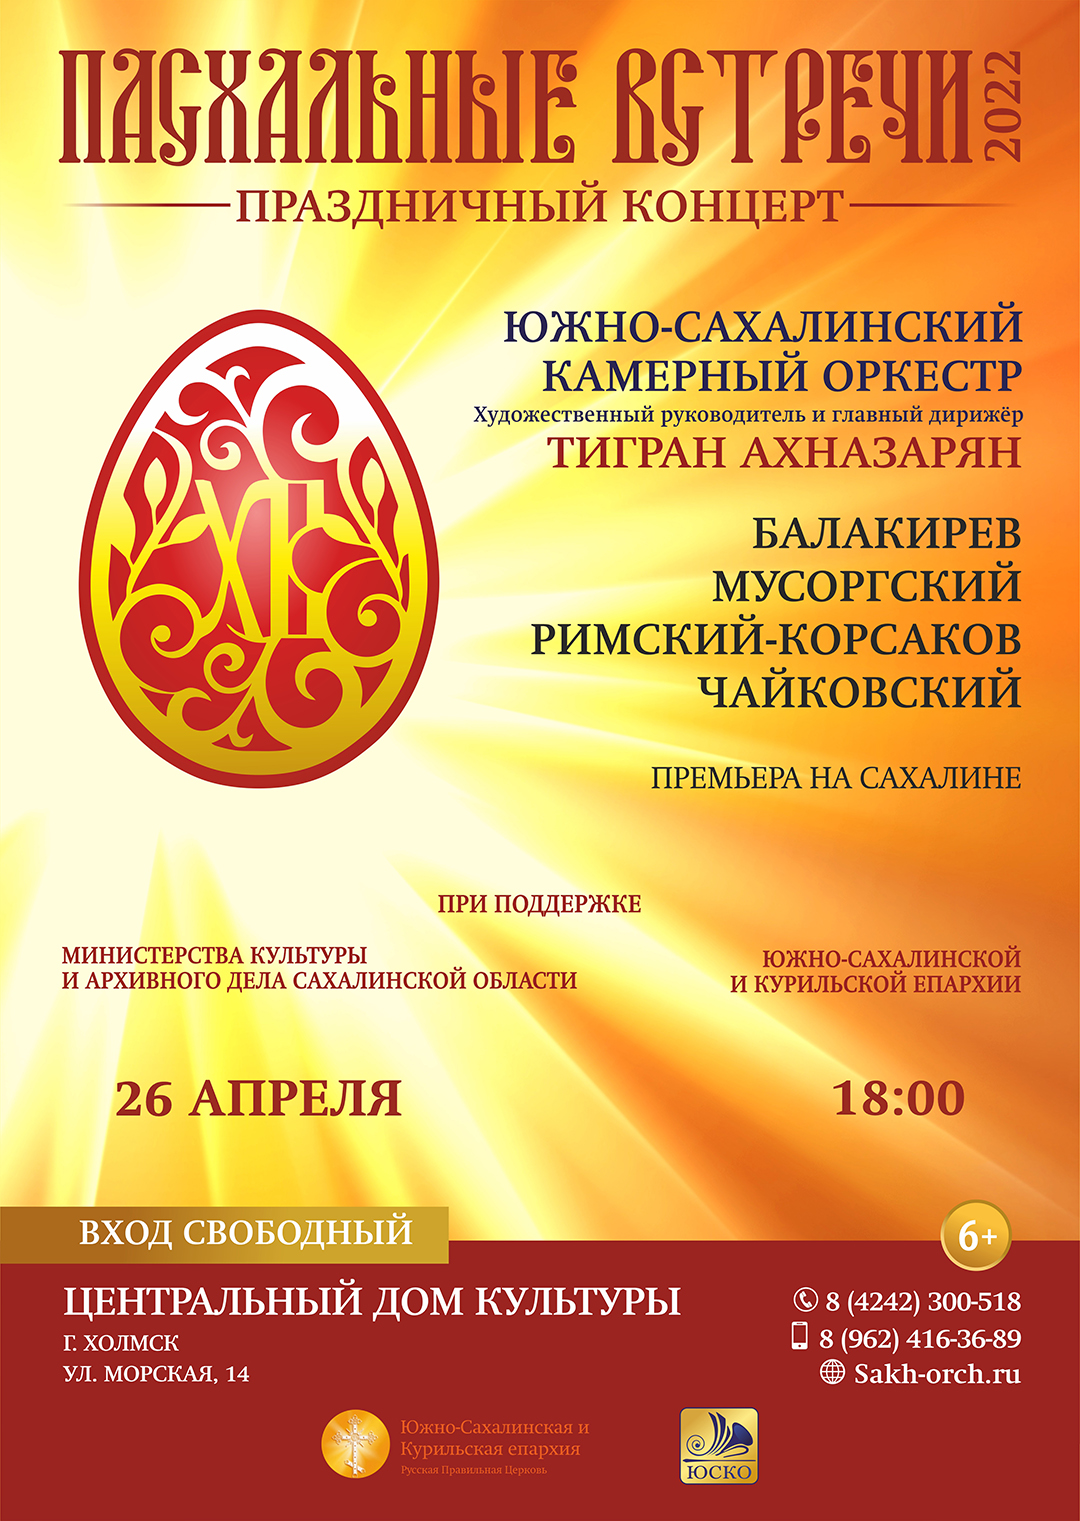 ПАСХАЛЬНЫЕ ВСТРЕЧИ 2022
ПРАЗДНИЧНЫЙ КОНЦЕРТ
ХВ
ЮЖНО-САХАЛИНСКИЙ
КАМЕРНЫЙ ОРКЕСТР
Художественный руководитель и главный дирижёр
ТИГРАН АХНАЗАРЯН
БАЛАКИРЕВ
МУСОРГСКИЙ
РИМСКИЙ-КОРСАКОВ
ЧАЙКОВСКИЙ
ПРЕМЬЕРА НА САХАЛИНЕ
ПРИ ПОДДЕРЖКЕ
МИНИСТЕРСТВА КУЛЬТУРЫ
И АРХИВНОГО ДЕЛА САХАЛИНСКОЙ ОБЛАСТИ
ЮЖНО-САХАЛИНСКОЙ
И КУРИЛЬСКОЙ ЕПАРХИИ
26 АПРЕЛЯ
18:00
ВХОД СВОБОДНЫЙ
6+
ЦЕНТРАЛЬНЫЙ ДОМ КУЛЬТУРЫ
Г. ХОЛМСК
УЛ. МОРСКАЯ, 14
8 (4242) 300-518
8 (962) 416-36-89
Sakh-orch.ru
Южно-Сахалинская и
Курильская епархия
Русская Правильная Церковь
ЮСКО